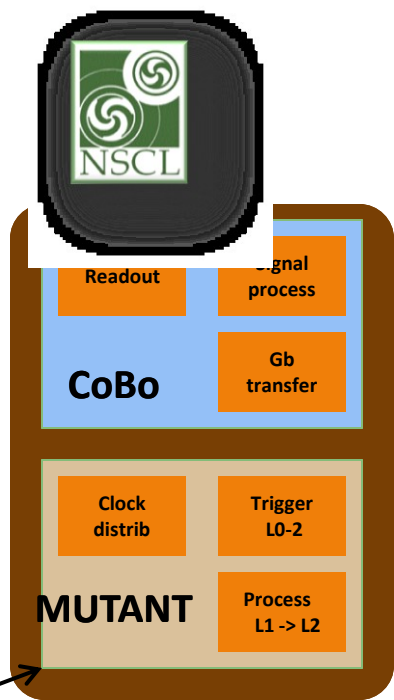 NSCL
Readout
process
CoBo
Gb
transfer
Clock
distrib
Trigger
L0-2
MUTANT
Process
L1 -> L2